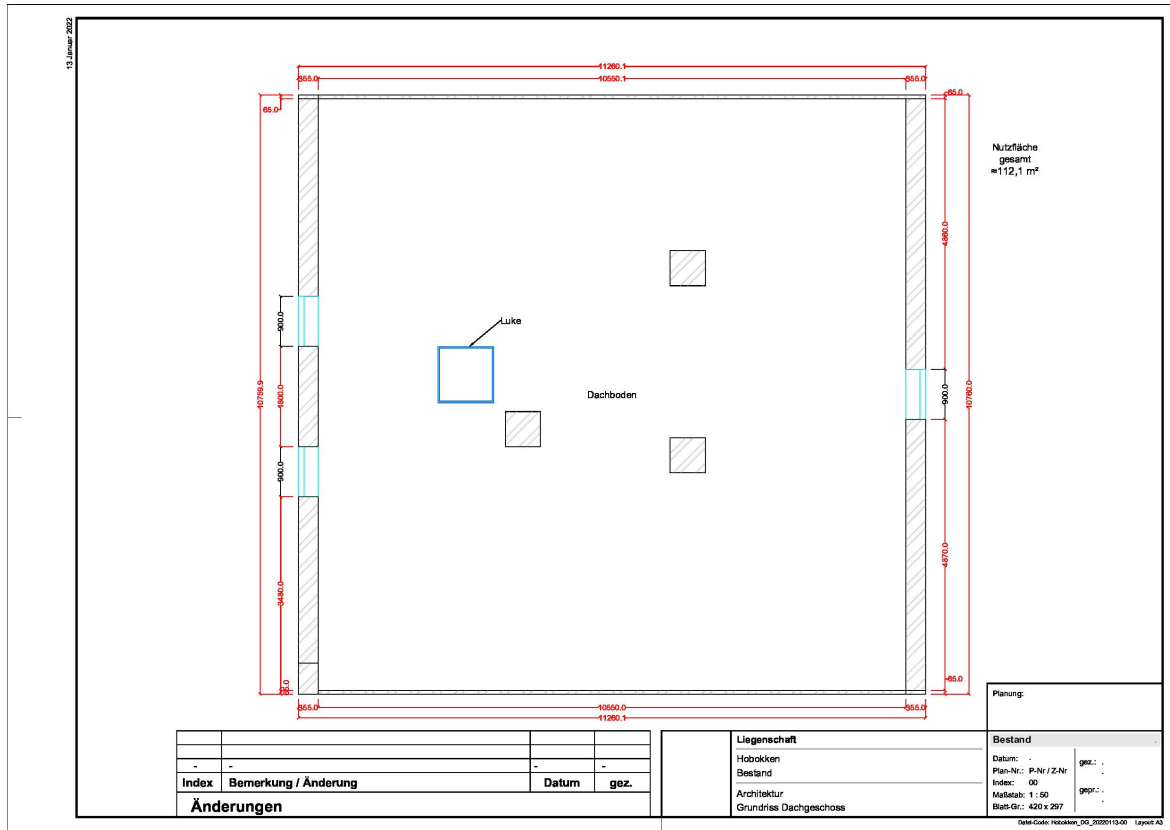 13 Januar 2022
11260.1
355.0
10550.1
355.0
65.0
65.0
Nutzfläche
gesamt
≈112,1 m²
4860.0
900.0
Luke
10759.9
1800.0
Dachboden
900.0
10760.0
900.0
3480.0
4870.0
65.0
355.0
10550.0
355.0
11260.1
Planung:
- - - -
Index Bemerkung / Änderung Datum gez.
Änderungen
Liegenschaft
Hobokken
Bestand
Architektur
Grundriss Dachgeschoss
Bestand
Datum: -
gez.: .
Plan-Nr.: P-Nr / Z-Nr
Index: 00
gepr.: .
Maßstab: 1 : 50
Blatt-Gr.: 420 x 297
Datei-Code: Hobokken_DG_20220113-00 Layout: A3